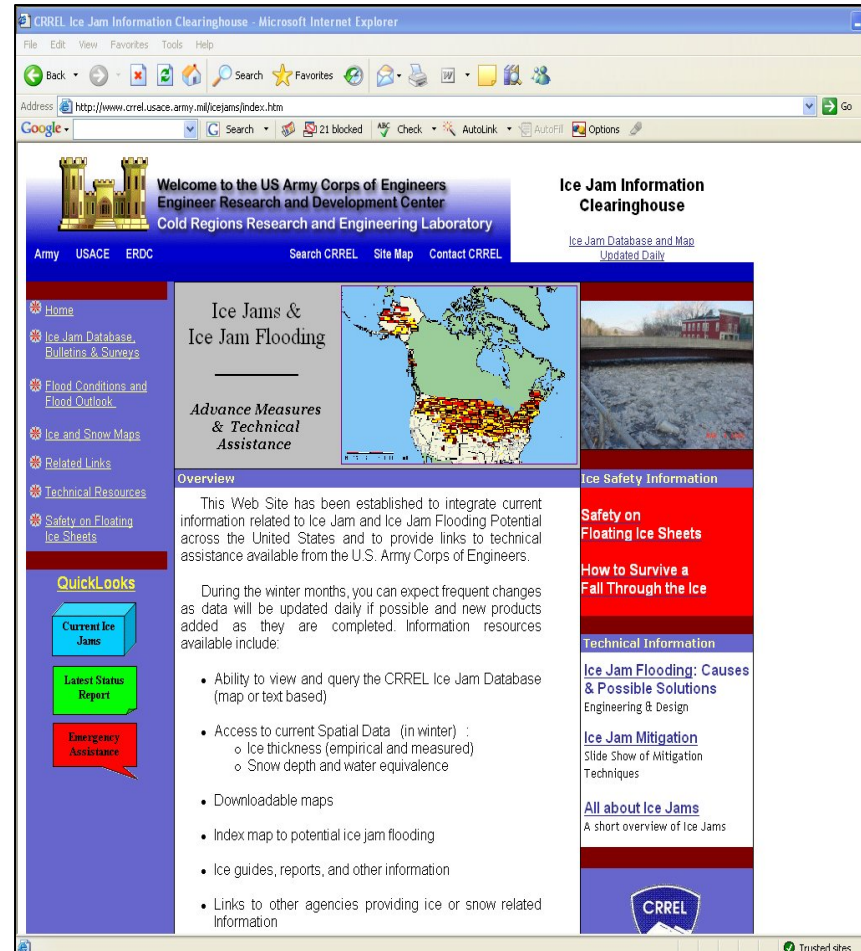 CRREL Ice Jam Information Clearinghouse - Microsoft Internet Explorer
File Edit View Favorites Tools Help
Back Search Favorites
Address http://www.crrel.usace.army.mil/icejams/index.htm Go
Google Search 21 blocked Check AutoLink AutoFill Options
Welcome to the US Army Corps of Engineers
Engineer Research and Development Center
Cold Regions Research and Engineering Laboratory
Army USACE ERDC Search CRREL Site Map Contact CRREL
Ice Jam Information
Clearinghouse
Ice Jam Database and Map
Updated Daily
Home
Ice Jam Database,
Bulletins & Surveys
Flood Conditions and
Flood Outlook
Ice and Snow Maps
Related Links
Technical Resources
Safety on Floating
Ice Sheets
QuickLooks
Current Ice
Jams
Latest Status
Report
Emergency
Assistance
Ice Jams &
Ice Jam Flooding
Advance Measures
& Technical
Assistance
Overview
This Web Site has been established to integrate current
information related to Ice Jam and Ice Jam Flooding Potential
across the United States and to provide links to technical
assistance available from the U.S. Army Corps of Engineers.
During the winter months, you can expect frequent changes
as data will be updated daily if possible and new products
added as they are completed. Information resources
available include:
• Ability to view and query the CRREL Ice Jam Database
(map or text based)
• Access to current Spatial Data (in winter) :
o Ice thickness (empirical and measured)
o Snow depth and water equivalence
• Downloadable maps
• Index map to potential ice jam flooding
• Ice guides, reports, and other information
• Links to other agencies providing ice or snow related
Information
Ice Safety Information
Safety on
Floating Ice Sheets
How to Survive a
Fall Through the Ice
Technical Information
Ice Jam Flooding: Causes
& Possible Solutions
Engineering & Design
Ice Jam Mitigation
Slide Show of Mitigation
Techniques
All about Ice Jams
A short overview of Ice Jams
CRREL
Trusted sites